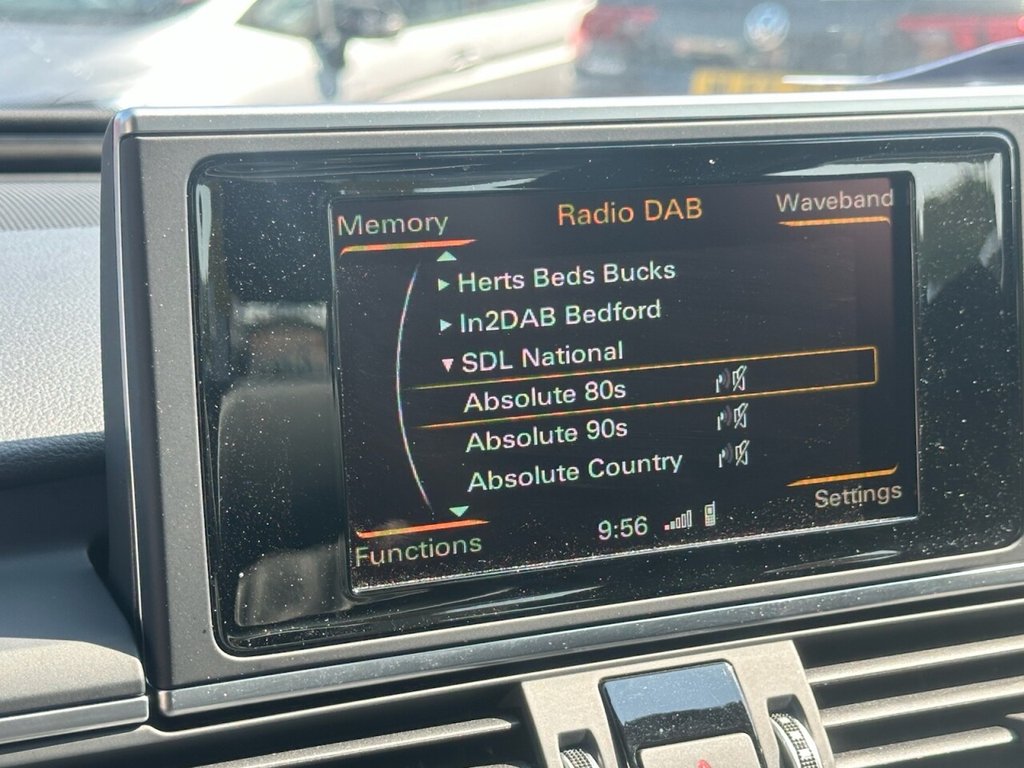 Memory
Radio DAB
Waveband
Herts Beds Bucks
In2DAB Bedford
SDL National
Absolute 80s
Absolute 90s
Absolute Country
Settings
9:56
Functions